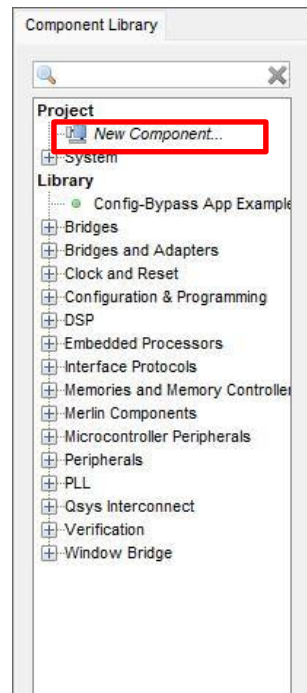 Component Library
Project
New Component...
System
Library
Config-Bypass App Example
Bridges
Bridges and Adapters
Clock and Reset
Configuration & Programming
DSP
Embedded Processors
Interface Protocols
Memories and Memory Controller
Merlin Components
Microcontroller Peripherals
Peripherals
PLL
Qsys Interconnect
Verification
Window Bridge